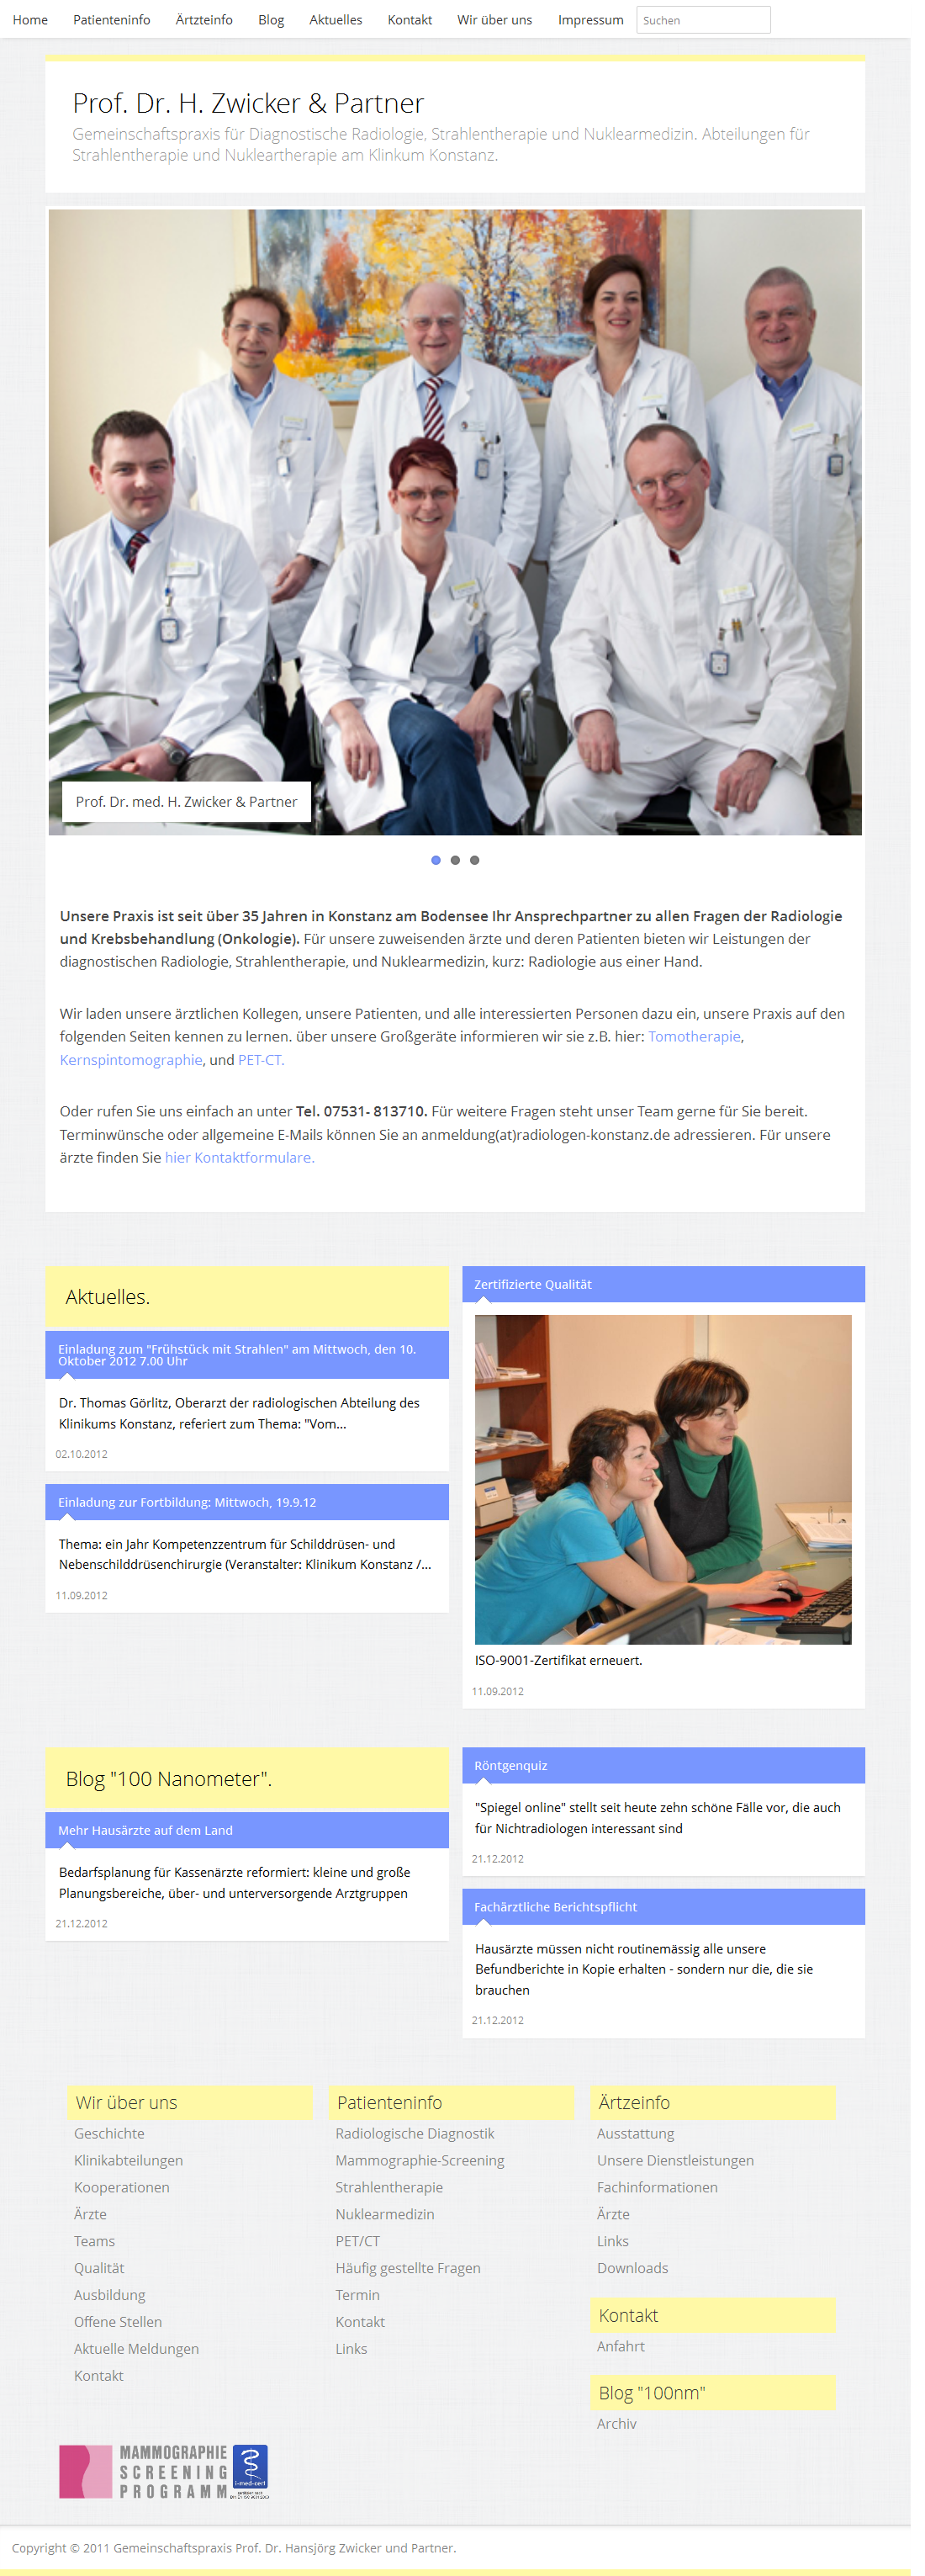 Home Patienteninfo Ärtzteinfo Blog Aktuelles Kontakt Wir über uns Impressum Suchen
Prof. Dr. H. Zwicker & Partner
Gemeinschaftspraxis für Diagnostische Radiologie, Strahlentherapie und Nuklearmedizin. Abteilungen für
Strahlentherapie und Nukleartherapie am Klinkum Konstanz.
Prof. Dr. med. H. Zwicker & Partner
Unsere Praxis ist seit über 35 Jahren in Konstanz am Bodensee Ihr Ansprechpartner zu allen Fragen der Radiologie
und Krebsbehandlung (Onkologie). Für unsere zuweisenden ärzte und deren Patienten bieten wir Leistungen der
diagnostischen Radiologie, Strahlentherapie, und Nuklearmedizin, kurz: Radiologie aus einer Hand.
Wir laden unsere ärztlichen Kollegen, unsere Patienten, und alle interessierten Personen dazu ein, unsere Praxis auf den
folgenden Seiten kennen zu lernen. über unsere Großgeräte informieren wir sie z.B. hier: Tomotherapie,
Kernspintomographie, und PET-CT.
Oder rufen Sie uns einfach an unter Tel. 07531- 813710. Für weitere Fragen steht unser Team gerne für Sie bereit.
Terminwünsche oder allgemeine E-Mails können Sie an anmeldung(at)radiologen-konstanz.de adressieren. Für unsere
ärzte finden Sie hier Kontaktformulare.
Aktuelles.
Einladung zum "Frühstück mit Strahlen" am Mittwoch, den 10.
Oktober 2012 7.00 Uhr
Dr. Thomas Görlitz, Oberarzt der radiologischen Abteilung des
Klinikums Konstanz, referiert zum Thema: "Vom...
02.10.2012
Einladung zur Fortbildung: Mittwoch, 19.9.12
Thema: ein Jahr Kompetenzzentrum für Schilddrüsen- und
Nebenschilddrüsenchirurgie (Veranstalter: Klinikum Konstanz /...
11.09.2012
Zertifizierte Qualität
ISO-9001-Zertifikat erneuert.
11.09.2012
Blog "100 Nanometer".
Mehr Hausärzte auf dem Land
Bedarfsplanung für Kassenärzte reformiert: kleine und große
Planungsbereiche, über- und unterversorgende Arztgruppen
21.12.2012
Röntgenquiz
"Spiegel online" stellt seit heute zehn schöne Fälle vor, die auch
für Nichtradiologen interessant sind
21.12.2012
Fachärztliche Berichtspflicht
Hausärzte müssen nicht routinemässig alle unsere
Befundberichte in Kopie erhalten - sondern nur die, die sie
brauchen
21.12.2012
Wir über uns
Geschichte
Klinikabteilungen
Kooperationen
Ärzte
Teams
Qualität
Ausbildung
Offene Stellen
Aktuelle Meldungen
Kontakt
Patienteninfo
Radiologische Diagnostik
Mammographie-Screening
Strahlentherapie
Nuklearmedizin
PET/CT
Häufig gestellte Fragen
Termin
Kontakt
Links
Ärtzeinfo
Ausstattung
Unsere Dienstleistungen
Fachinformationen
Ärzte
Links
Downloads
Kontakt
Anfahrt
Blog "100nm"
Archiv
MAMMOGRAPHIE
SCREENING
PROGRAMM
i-med-cert
Copyright © 2011 Gemeinschaftspraxis Prof. Dr. Hansjörg Zwicker und Partner.